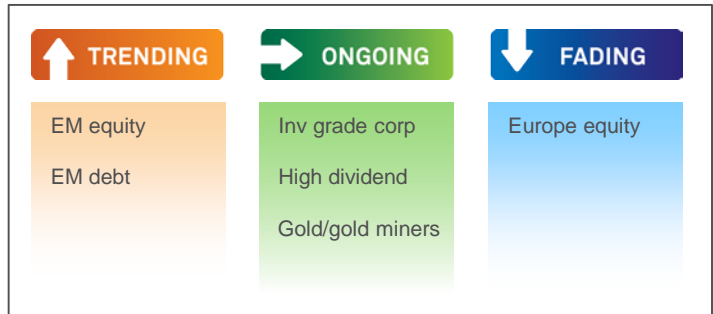 TRENDING
EM equity
EM debt
ONGOING
Inv grade corp
High dividend
Gold/gold miners
FADING
Europe equity